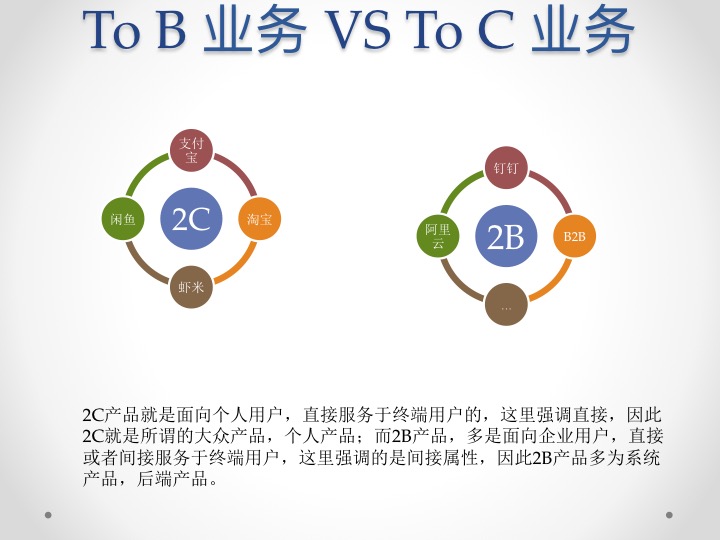 To B 业务 VS To C 业务
支付
宝
闲鱼
2C
淘宝
虾米
钉钉
阿里
云
2B
B2B
...
2C产品就是面向个人用户，直接服务于终端用户的，这里强调直接，因此
2C就是所谓的大众产品，个人产品；而2B产品，多是面向企业用户，直接
或者间接服务于终端用户，这里强调的是间接属性，因此2B产品多为系统
产品，后端产品。